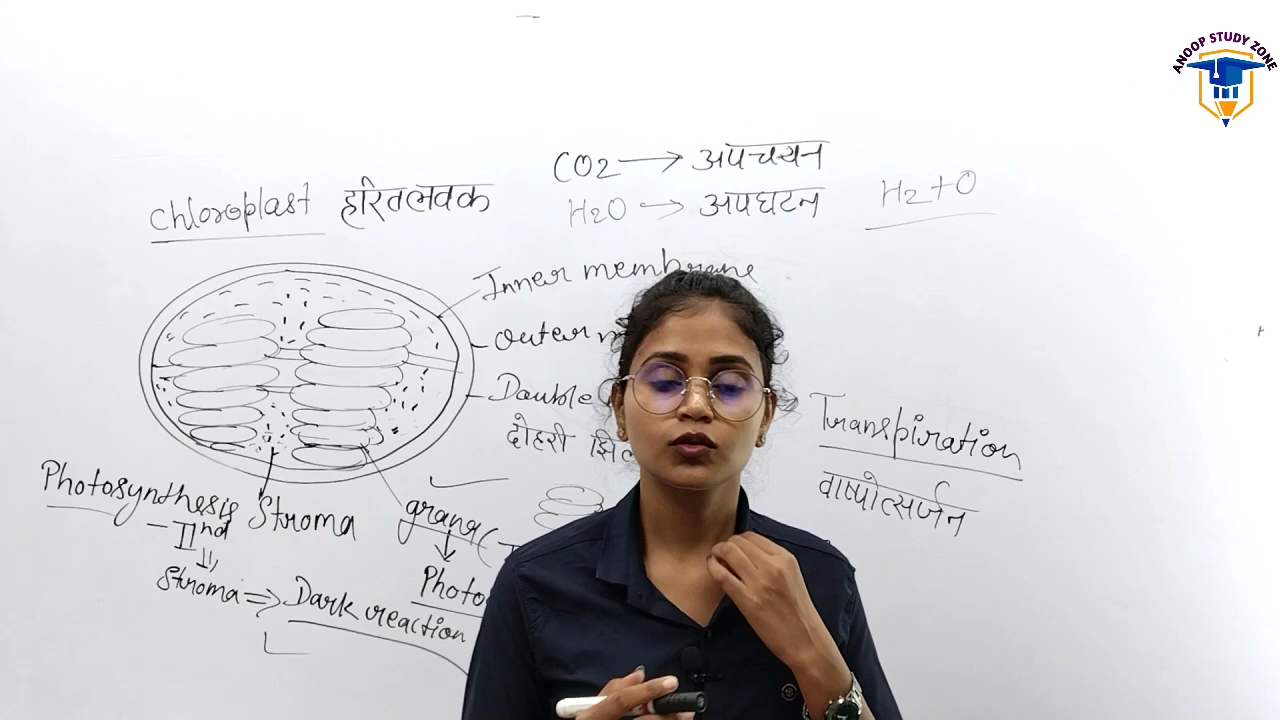 ANOOP STUDY ZONE
CO2 → अपचयन
H2O → अपघटन
H2+O
chloroplast हरितलवक
Inner membrane
Outer
Double
दोहरी
Transpiration
वाष्पोत्सर्जन
Photosynthesis
- IInd
⇓
Stroma ⇒ Dark reaction
Stroma
grana (
↓
Photo